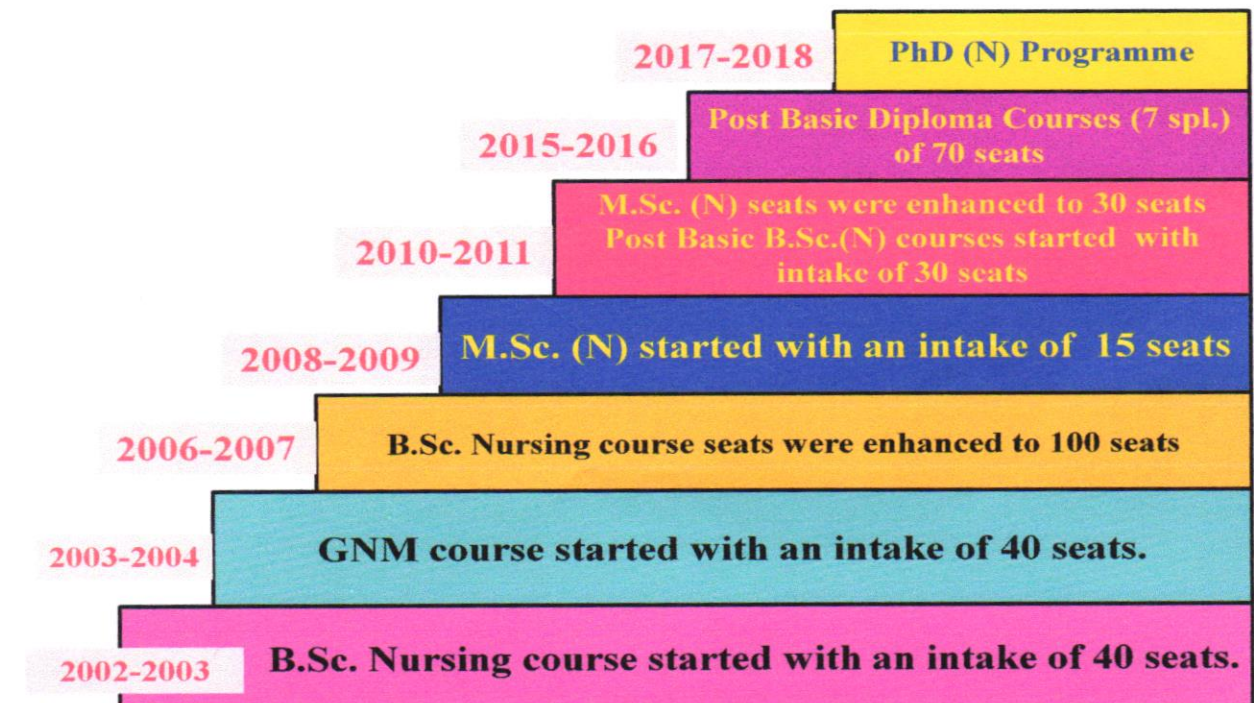 2017-2018
PhD (N) Programme
2015-2016
Post Basic Diploma Courses (7 spl.)
of 70 seats
2010-2011
M.Sc. (N) seats were enhanced to 30 seats
Post Basic B.Sc.(N) courses started with
intake of 30 seats
2008-2009
M.Sc. (N) started with an intake of 15 seats
2006-2007
B.Sc. Nursing course seats were enhanced to 100 seats
2003-2004
GNM course started with an intake of 40 seats.
2002-2003
B.Sc. Nursing course started with an intake of 40 seats.